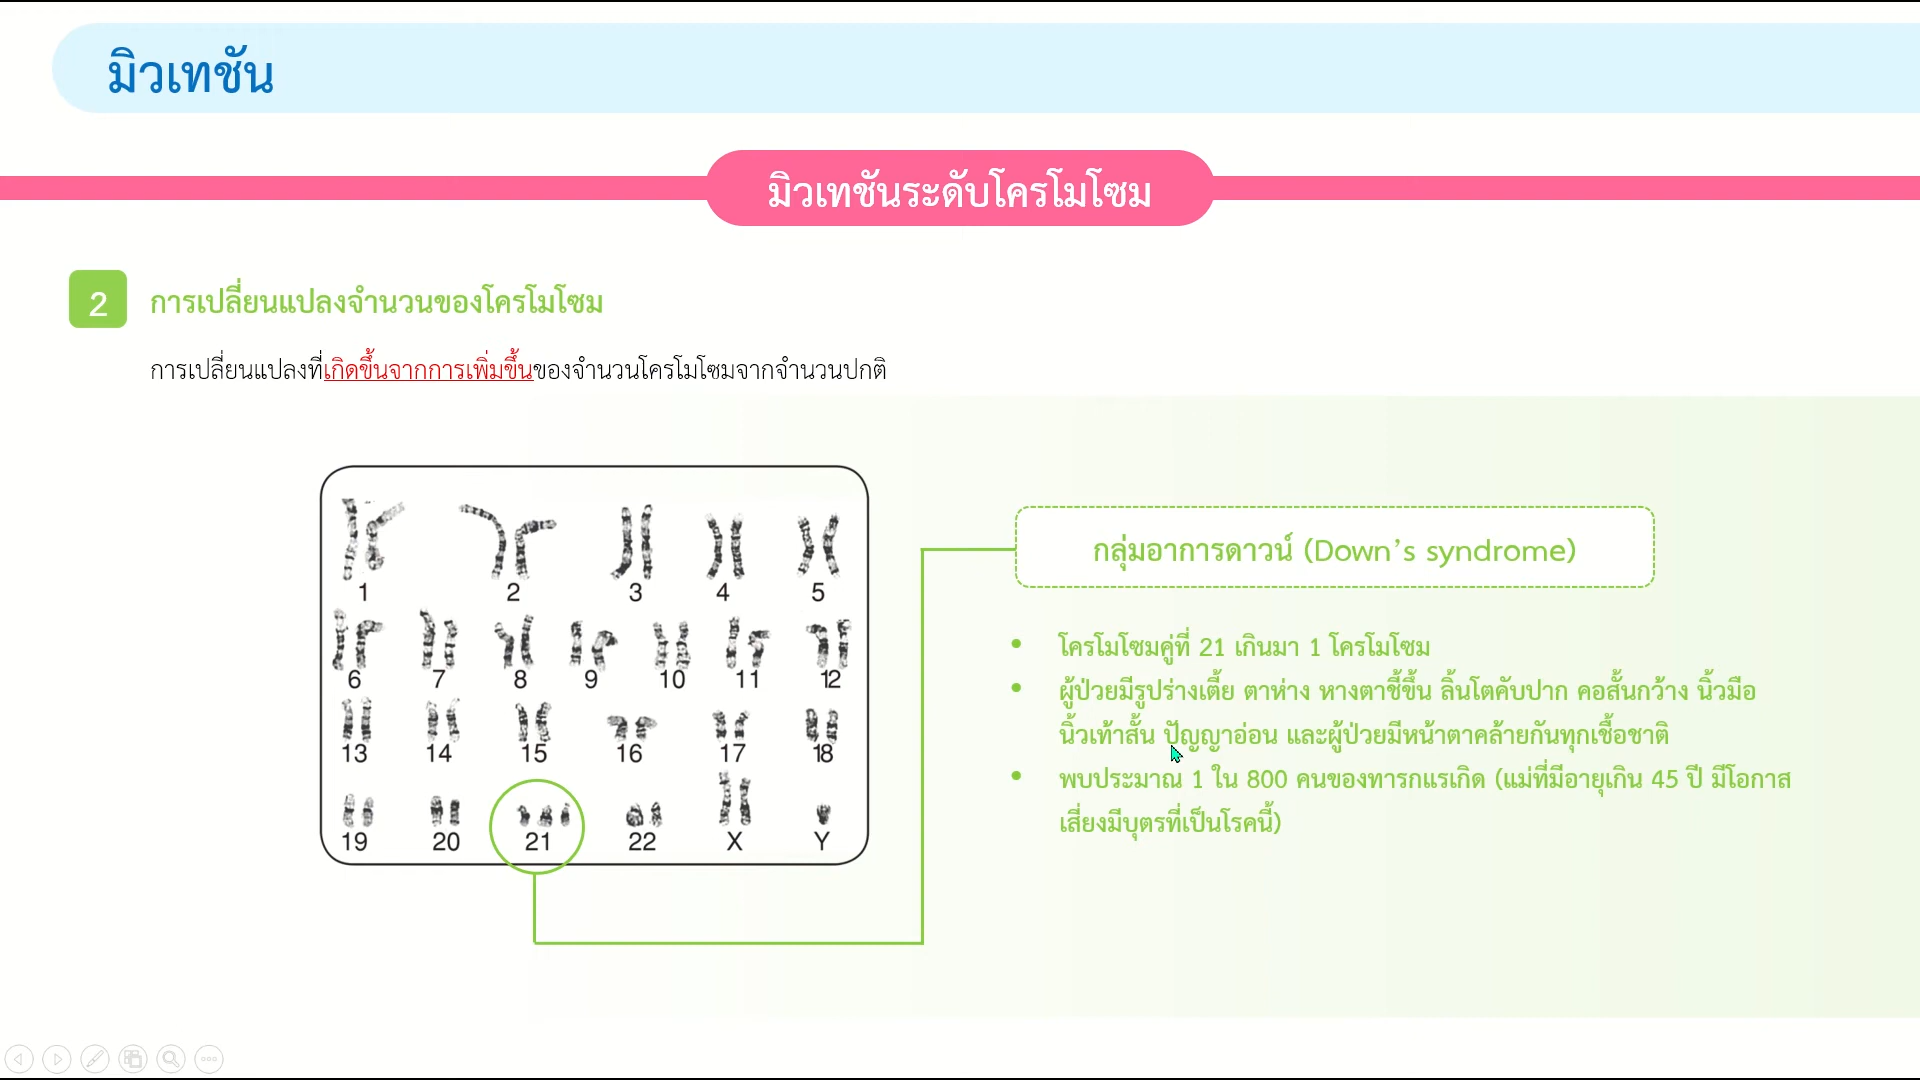 มิวเทชัน
มิวเทชันระดับโครโมโซม
2
การเปลี่ยนแปลงจำนวนของโครโมโซม
การเปลี่ยนแปลงที่เกิดขึ้นจากการเพิ่มขึ้นของจำนวนโครโมโซมจากจำนวนปกติ
1 2 3 4 5
6 7 8 9 10 11 12
13 14 15 16 17 18
19 20 21 22 X Y
กลุ่มอาการดาวน์ (Down’s syndrome)
• โครโมโซมคู่ที่ 21 เกินมา 1 โครโมโซม
• ผู้ป่วยมีรูปร่างเตี้ย ตาห่าง หางตาชี้ขึ้น ลิ้นโตคับปาก คอสั้นกว้าง นิ้วมือ
นิ้วเท้าสั้น ปัญญาอ่อน และผู้ป่วยมีหน้าตาคล้ายกันทุกเชื้อชาติ
• พบประมาณ 1 ใน 800 คนของทารกแรเกิด (แม่ที่มีอายุเกิน 45 ปี มีโอกาส
เสี่ยงมีบุตรที่เป็นโรคนี้)